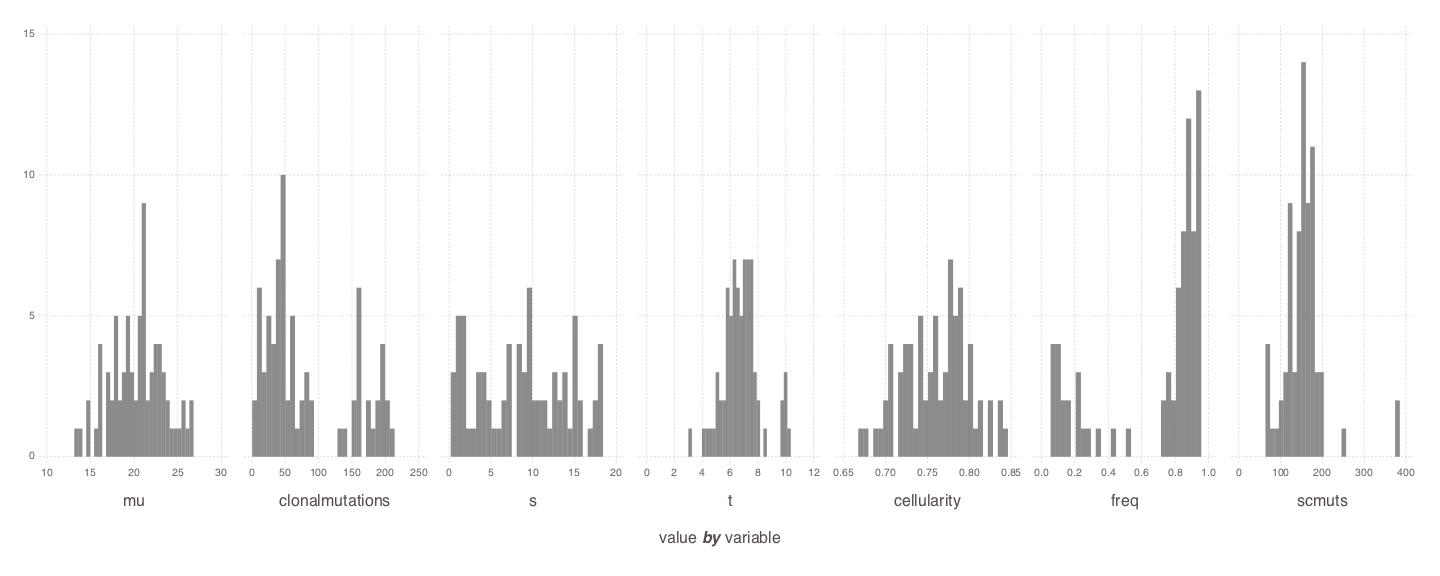 15
10
5
0
10 15 20 25 30
0 50 100 150 200 250
0 5 10 15 20
0 2 4 6 8 10 12
0.65 0.70 0.75 0.80 0.85
0.0 0.2 0.4 0.6 0.8 1.0
0 100 200 300 400
mu clonalmutations s t cellularity freq scmuts
value by variable